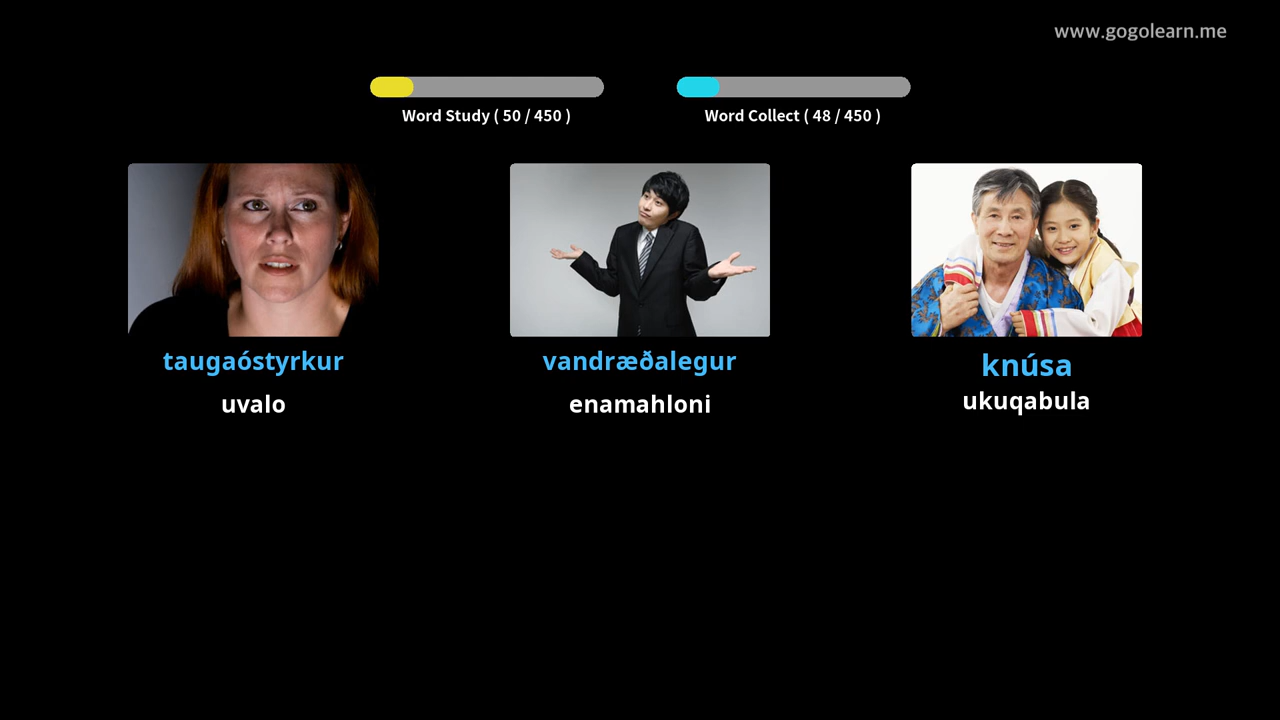 www.gogolearn.me
Word Study ( 50 / 450 )
Word Collect ( 48 / 450 )
taugaóstyrkur
uvalo
vandræðalegur
enamahloni
knúsa
ukuqabula